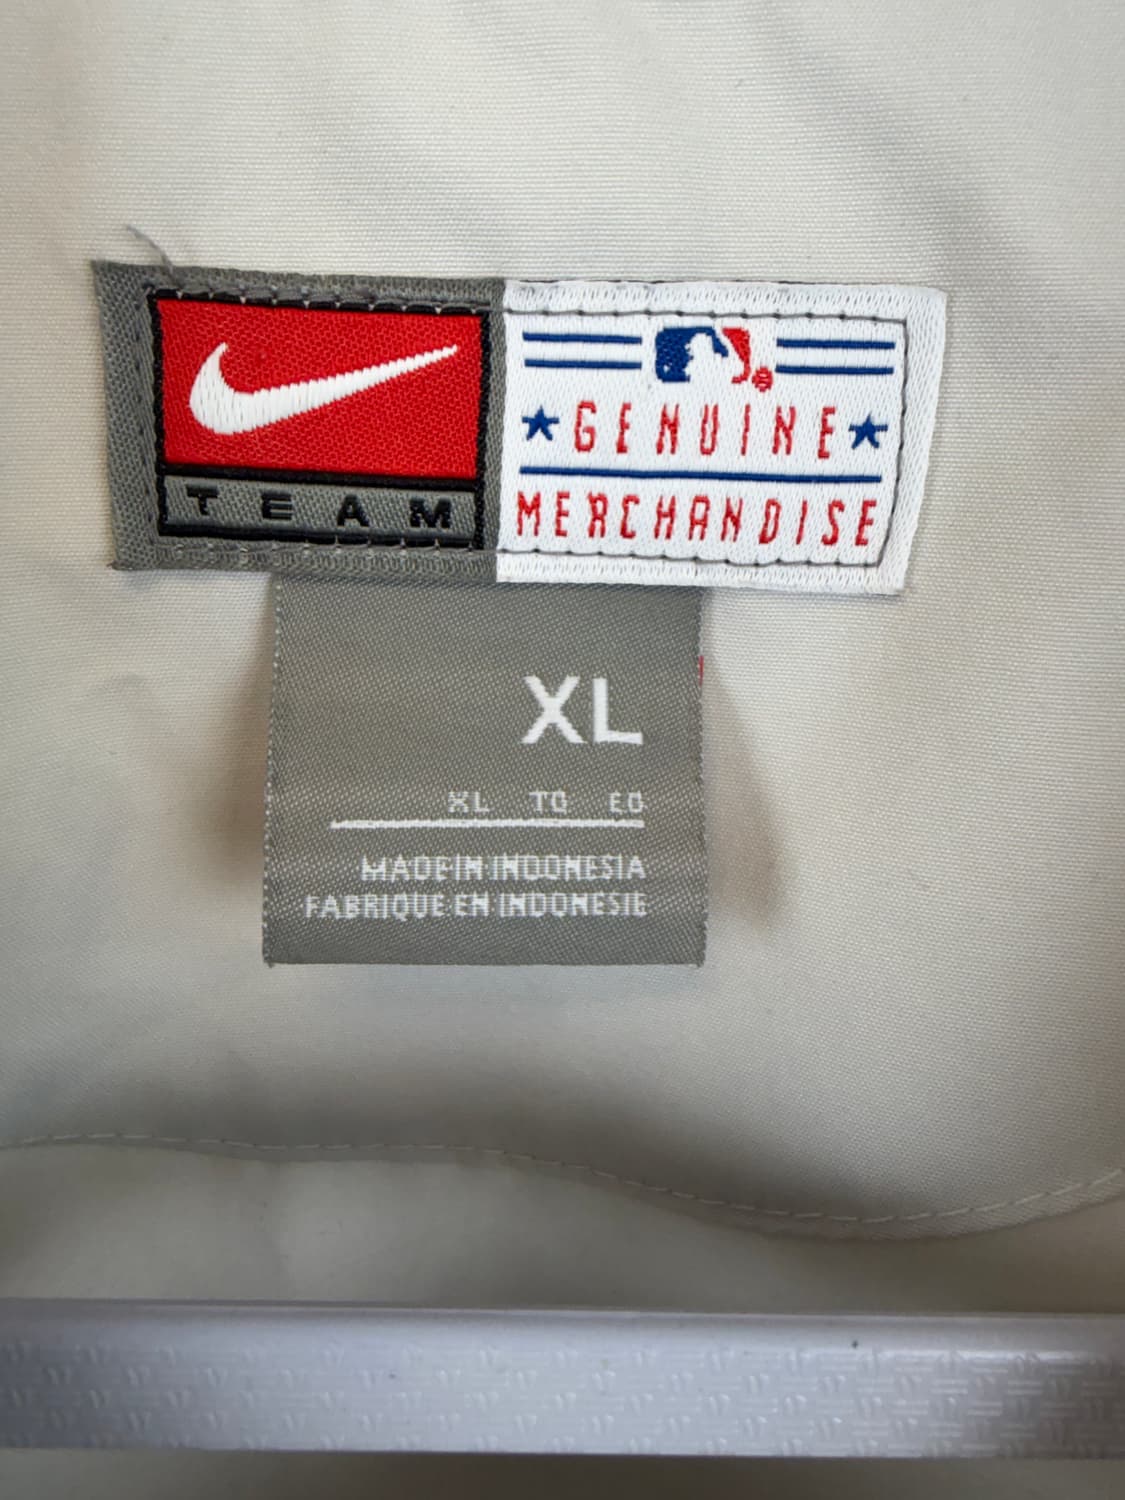 TEAM
GENUINE
MERCHANDISE
XL
XL TG EG
MADE IN INDONESIA
FABRIQUE EN INDONESIE